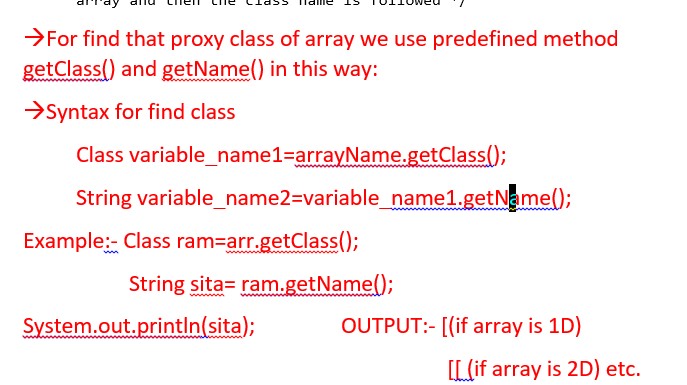 array and then the class name is followed */
→For find that proxy class of array we use predefined method
getClass() and getName() in this way:
→Syntax for find class
Class variable_name1=arrayName.getClass();
String variable_name2=variable_name1.getName();
Example:- Class ram=arr.getClass();
String sita= ram.getName();
System.out.println(sita); OUTPUT:- [(if array is 1D)
[[ (if array is 2D) etc.